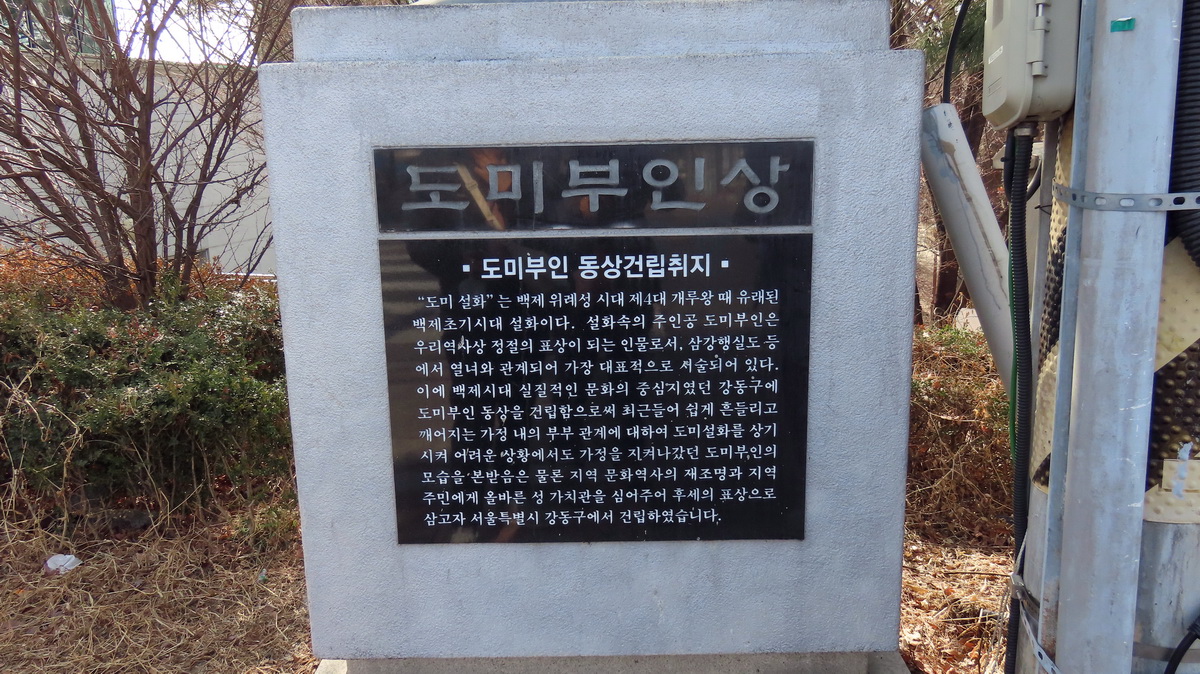 도미부인상
▪ 도미부인 동상건립취지 ▪
“도미 설화” 는 백제 위례성 시대 제4대 개루왕 때 유래된
백제초기시대 설화이다. 설화속의 주인공 도미부인은
우리역사상 정절의 표상이 되는 인물로서, 삼강행실도 등
에서 열녀와 관계되어 가장 대표적으로 서술되어 있다.
이에 백제시대 실질적인 문화의 중심지였던 강동구에
도미부인 동상을 건립함으로써 최근들어 쉽게 흔들리고
깨어지는 가정 내의 부부 관계에 대하여 도미설화를 상기
시켜 어려운 상황에서도 가정을 지켜나갔던 도미부인의
모습을 본받음은 물론 지역 문화역사의 재조명과 지역
주민에게 올바른 성 가치관을 심어주어 후세의 표상으로
삼고자 서울특별시 강동구에서 건립하였습니다.